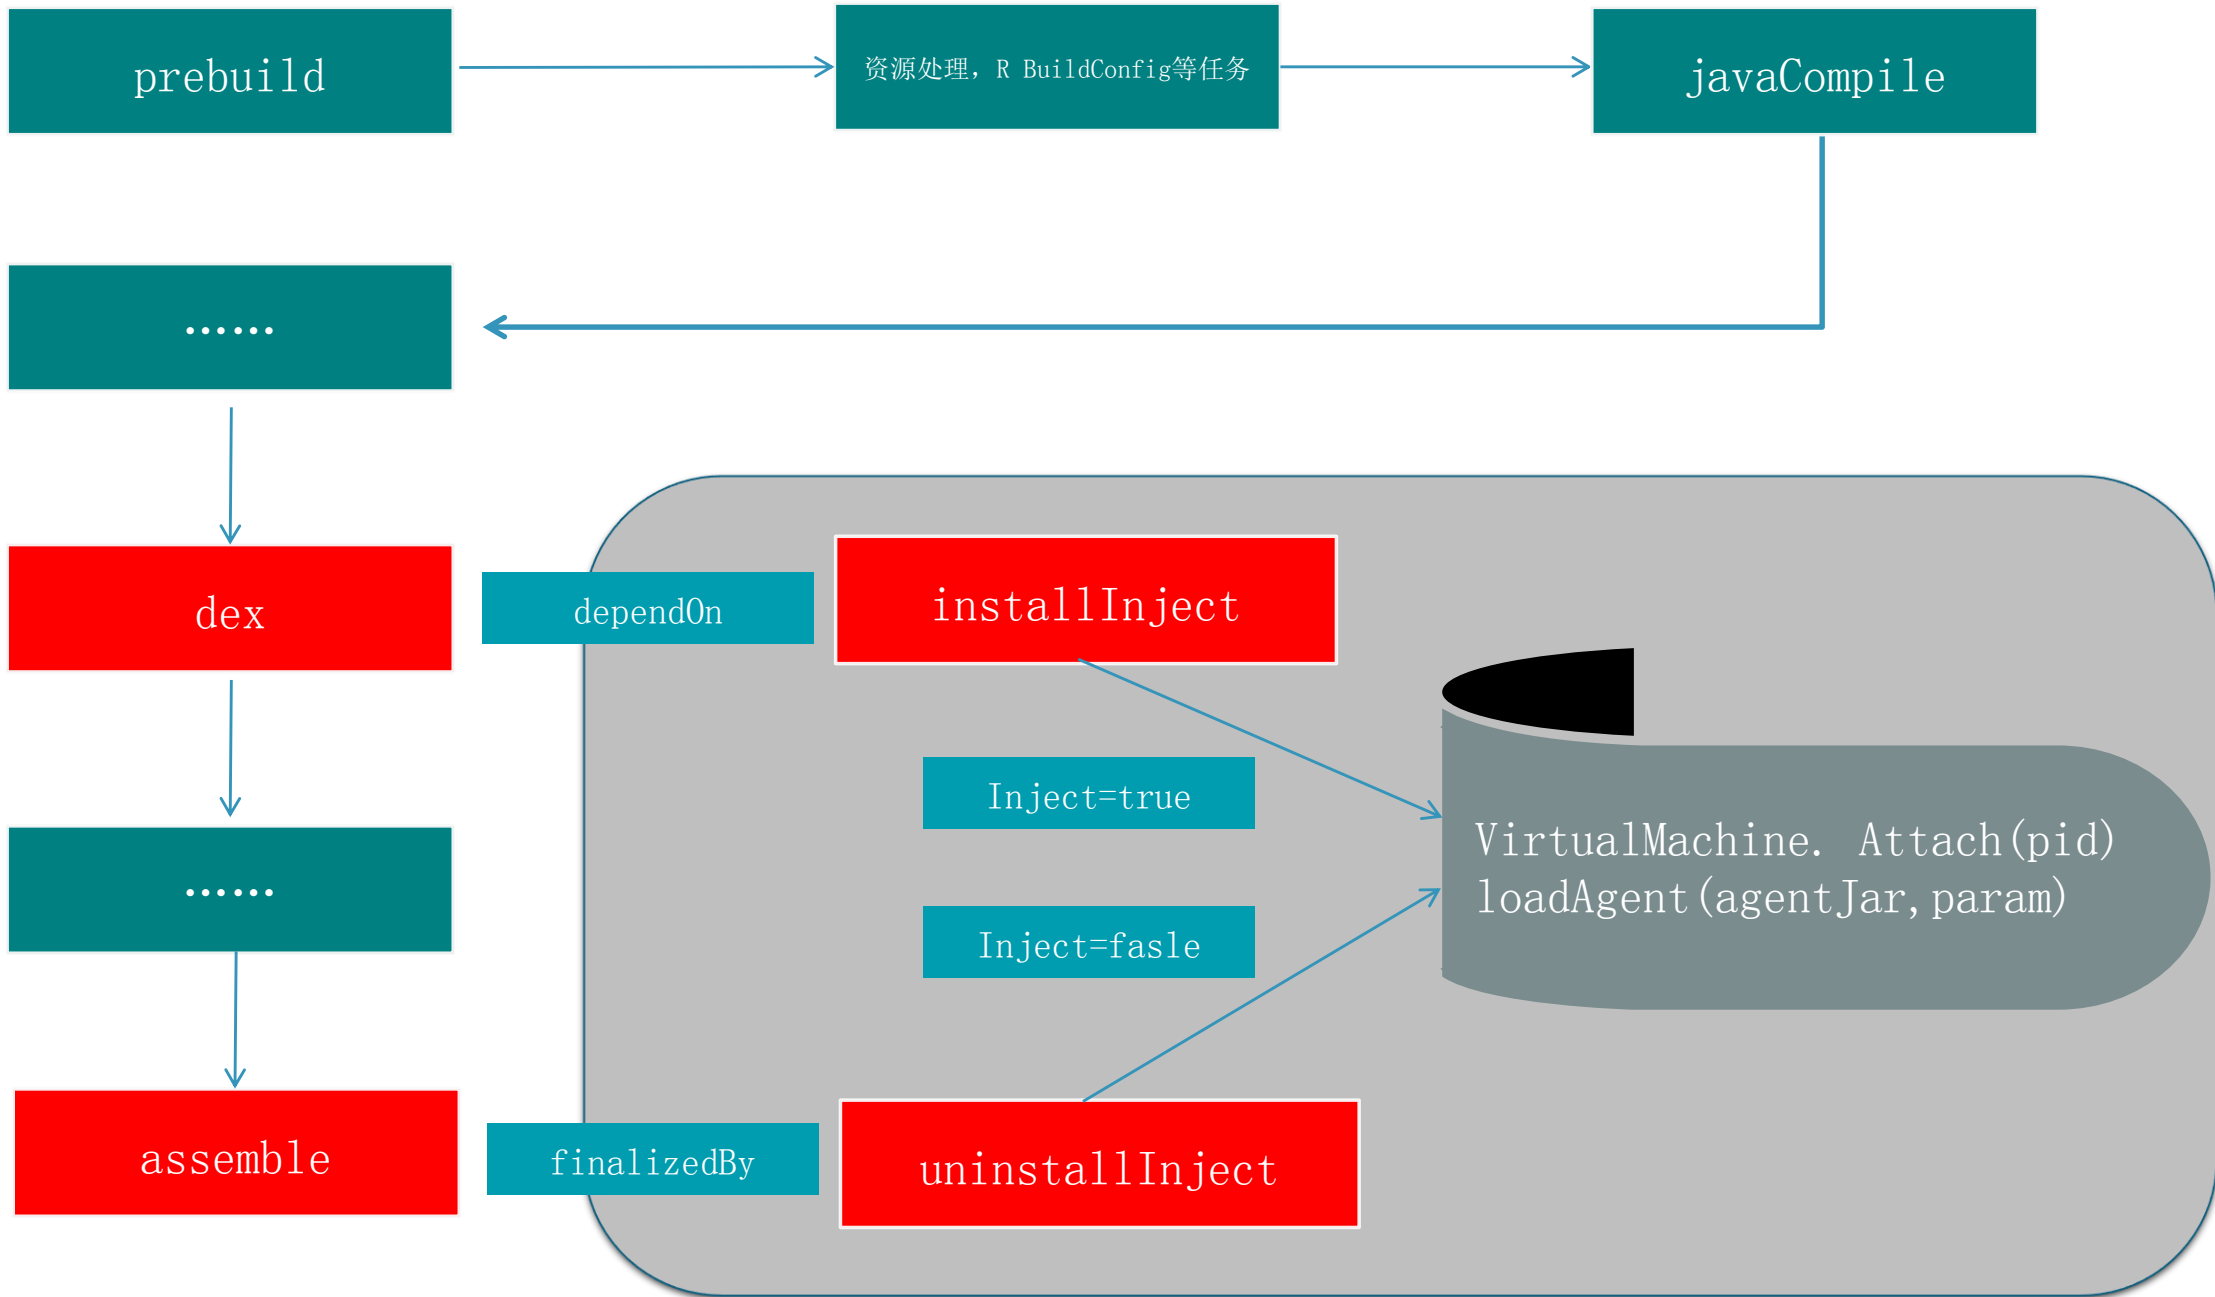 prebuild
资源处理，R BuildConfig等任务
javaCompile
......
dex
dependOn
installInject
Inject=true
VirtualMachine. Attach(pid)
loadAgent(agentJar,param)
......
Inject=fasle
assemble
finalizedBy
uninstallInject